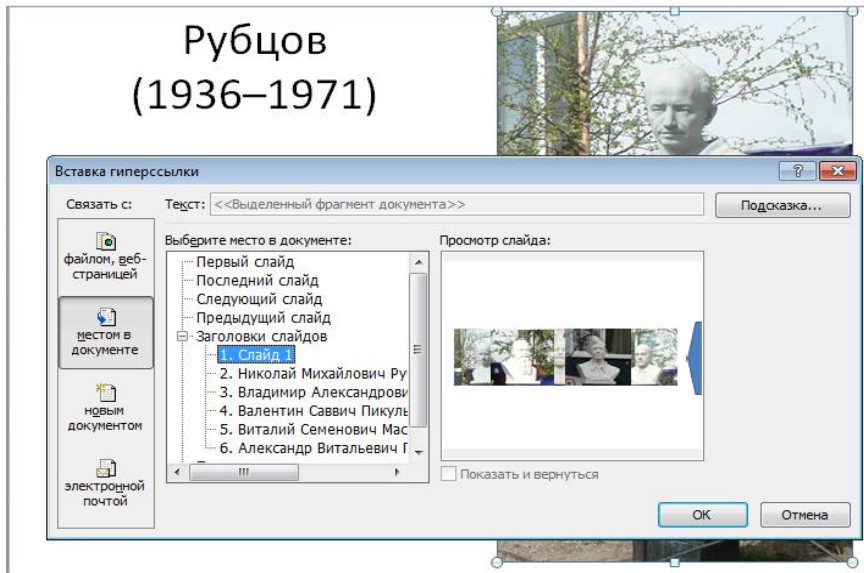 Рубцов
(1936–1971)
Вставка гиперссылки
Связать с:
Текст: <<Выделенный фрагмент документа>>
Подсказка...
файлом, веб-
страницей
местом в
документе
новым
документом
электронной
почтой
Выберите место в документе:
Первый слайд
Последний слайд
Следующий слайд
Предыдущий слайд
Заголовки слайдов
1. Слайд 1
2. Николай Михайлович Ру
3. Владимир Александрови
4. Валентин Саввич Пикуль
5. Виталий Семенович Мас
6. Александр Витальевич Г
Просмотр слайда:
Показать и вернуться
ОК
Отмена